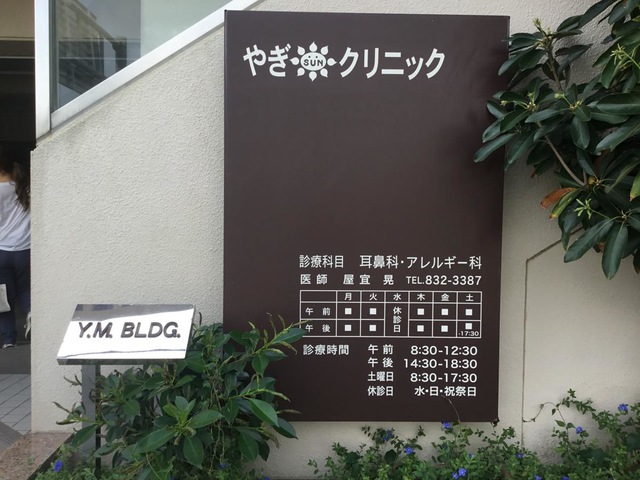 やぎSUNクリニック
診療科目 耳鼻科・アレルギー科
医師 屋宜 晃 TEL.832-3387
月 火 水 木 金 土
午前 ■ ■ 休診日 ■ ■ ■
午後 ■ ■ ■ ■ ■
-17:30
診療時間 午前 8:30-12:30
午後 14:30-18:30
土曜日 8:30-17:30
休診日 水・日・祝祭日
Y.M. BLDG.